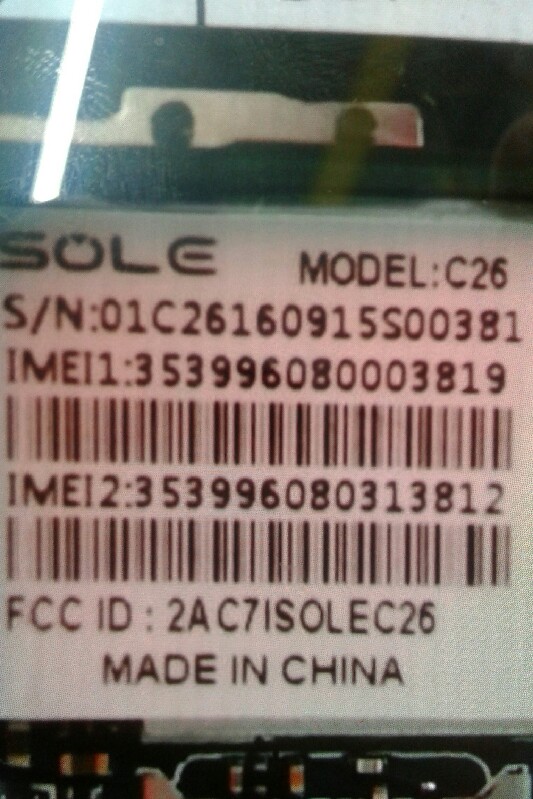 SOLE
MODEL:C26
S/N:01C26160915S00381
IMEI1:353996080003819
IMEI2:353996080313812
FCC ID : 2AC7ISOLEC26
MADE IN CHINA